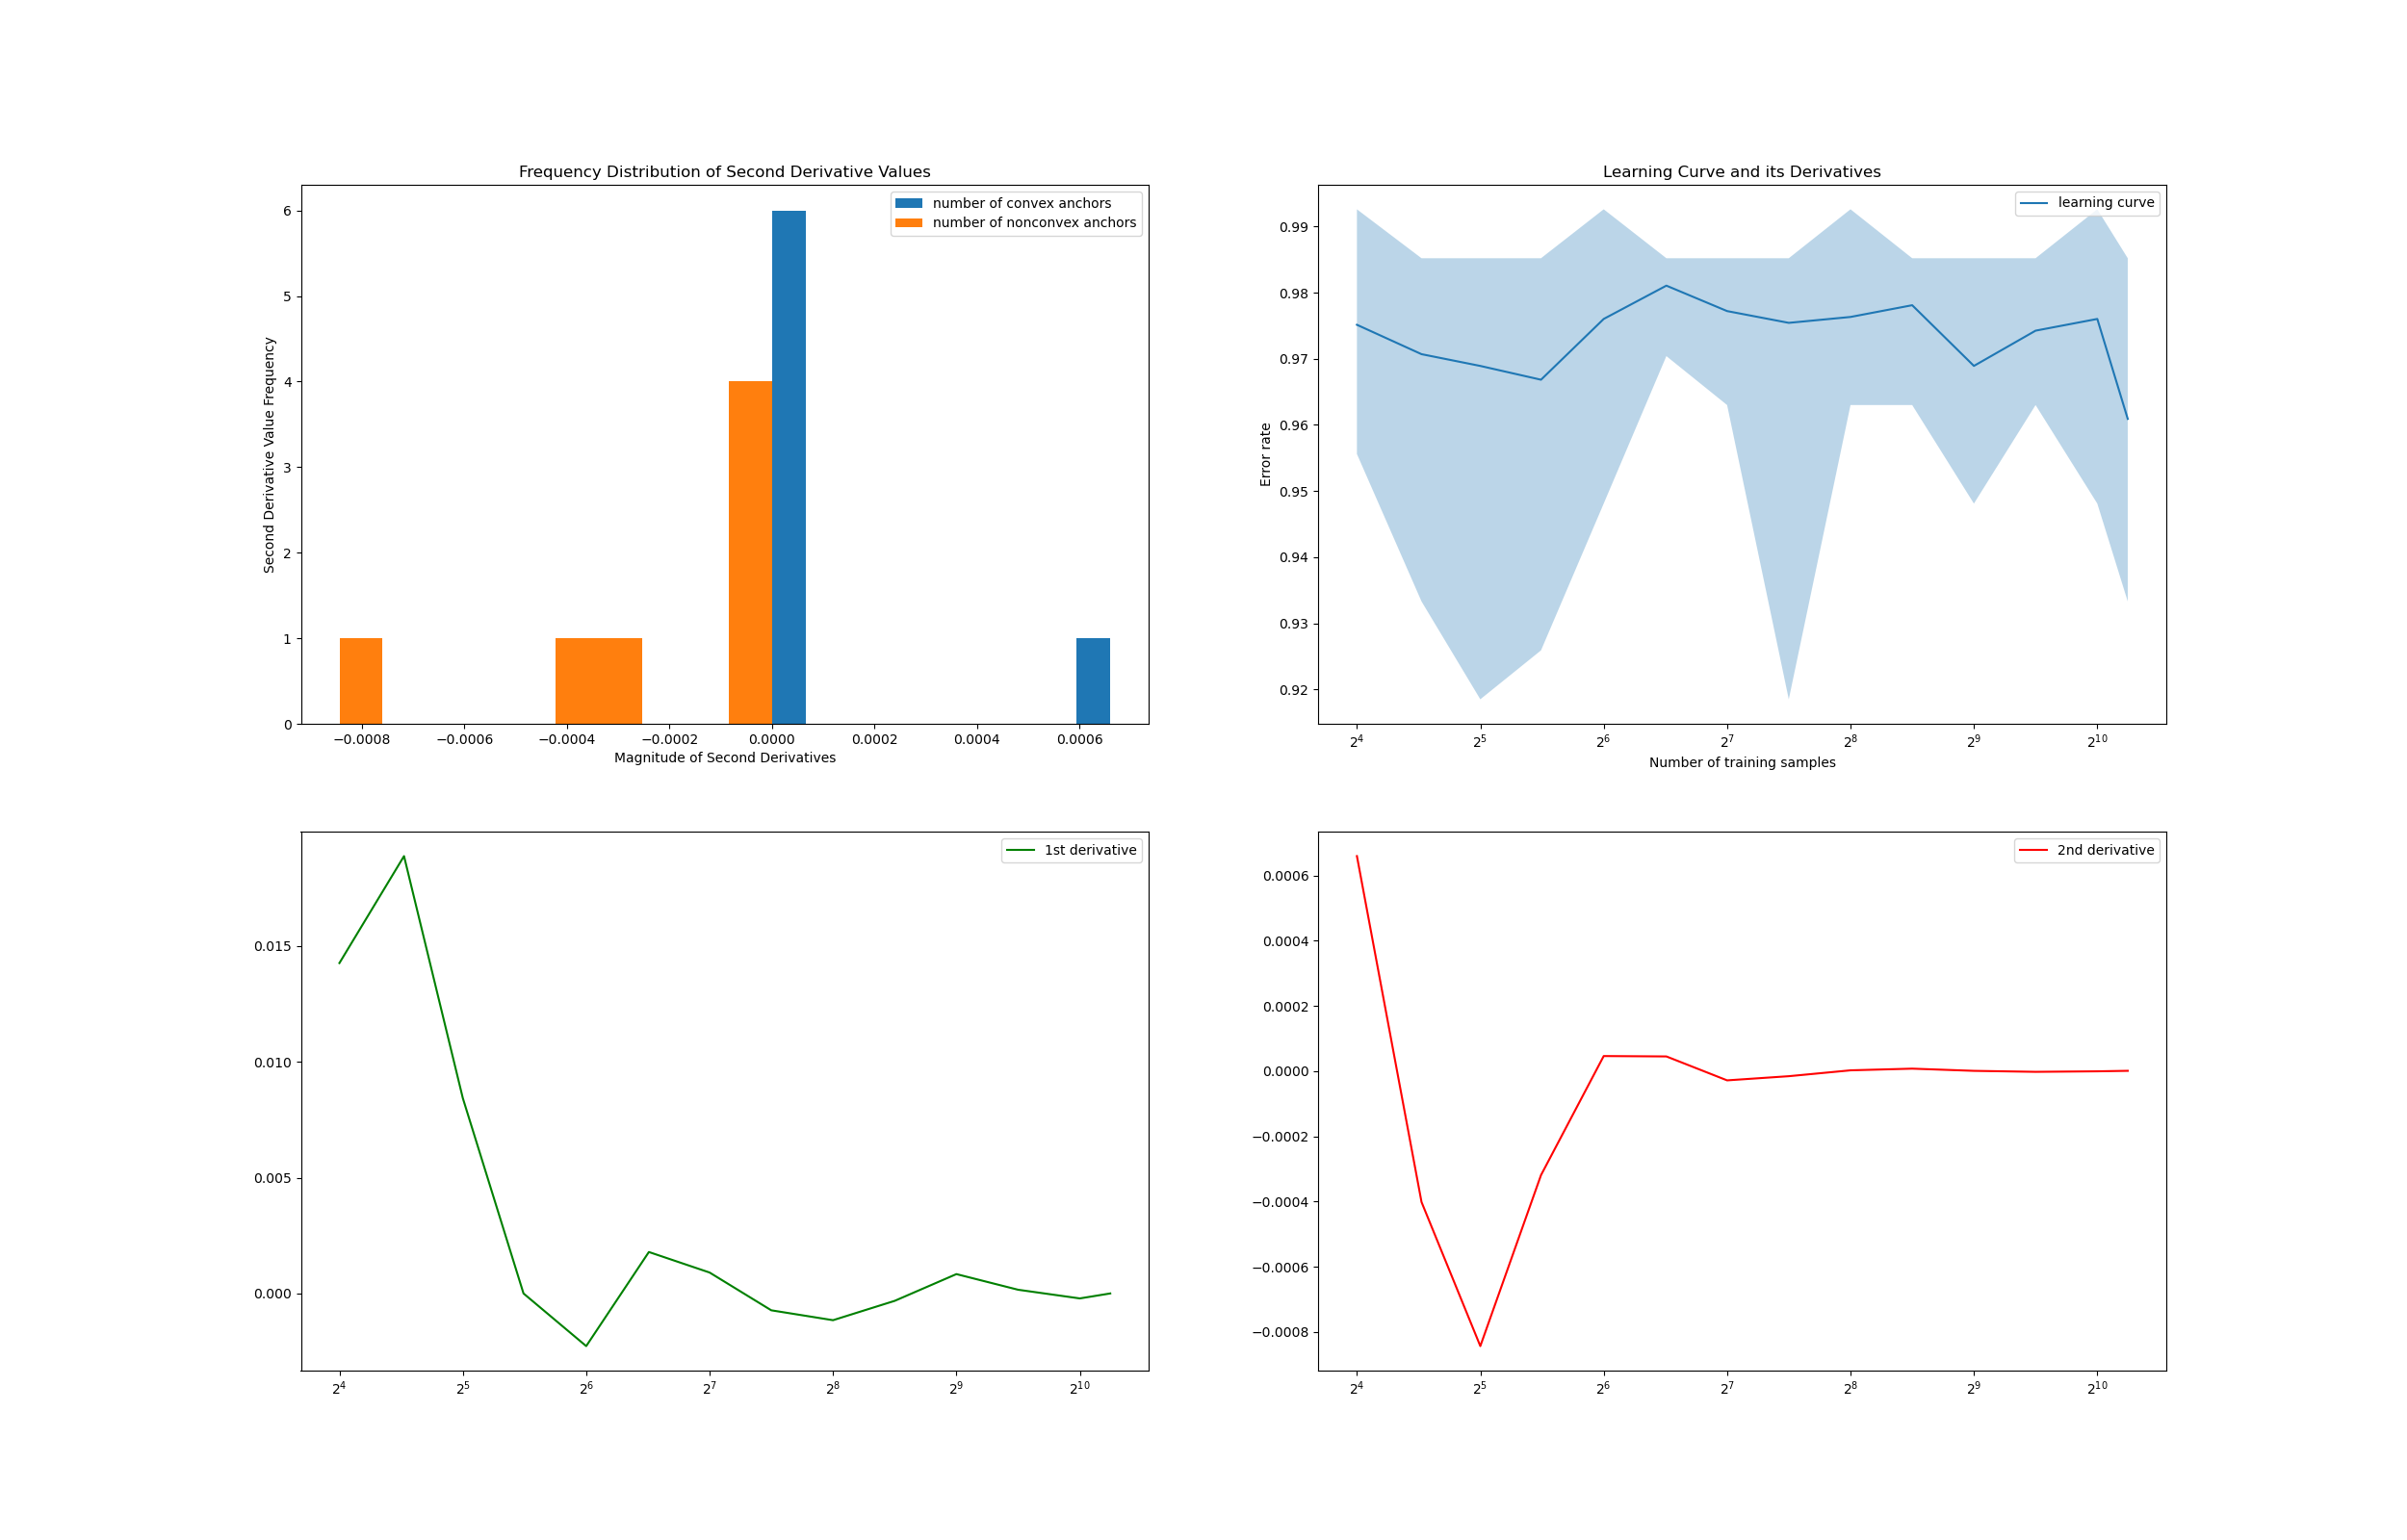 Frequency Distribution of Second Derivative Values
number of convex anchors
number of nonconvex anchors
Second Derivative Value Frequency
6
5
4
3
2
1
0
−0.0008 −0.0006 −0.0004 −0.0002 0.0000 0.0002 0.0004 0.0006
Magnitude of Second Derivatives
Learning Curve and its Derivatives
learning curve
Error rate
0.99
0.98
0.97
0.96
0.95
0.94
0.93
0.92
2⁴ 2⁵ 2⁶ 2⁷ 2⁸ 2⁹ 2¹⁰
Number of training samples
1st derivative
0.015
0.010
0.005
0.000
2⁴ 2⁵ 2⁶ 2⁷ 2⁸ 2⁹ 2¹⁰
2nd derivative
0.0006
0.0004
0.0002
0.0000
−0.0002
−0.0004
−0.0006
−0.0008
2⁴ 2⁵ 2⁶ 2⁷ 2⁸ 2⁹ 2¹⁰